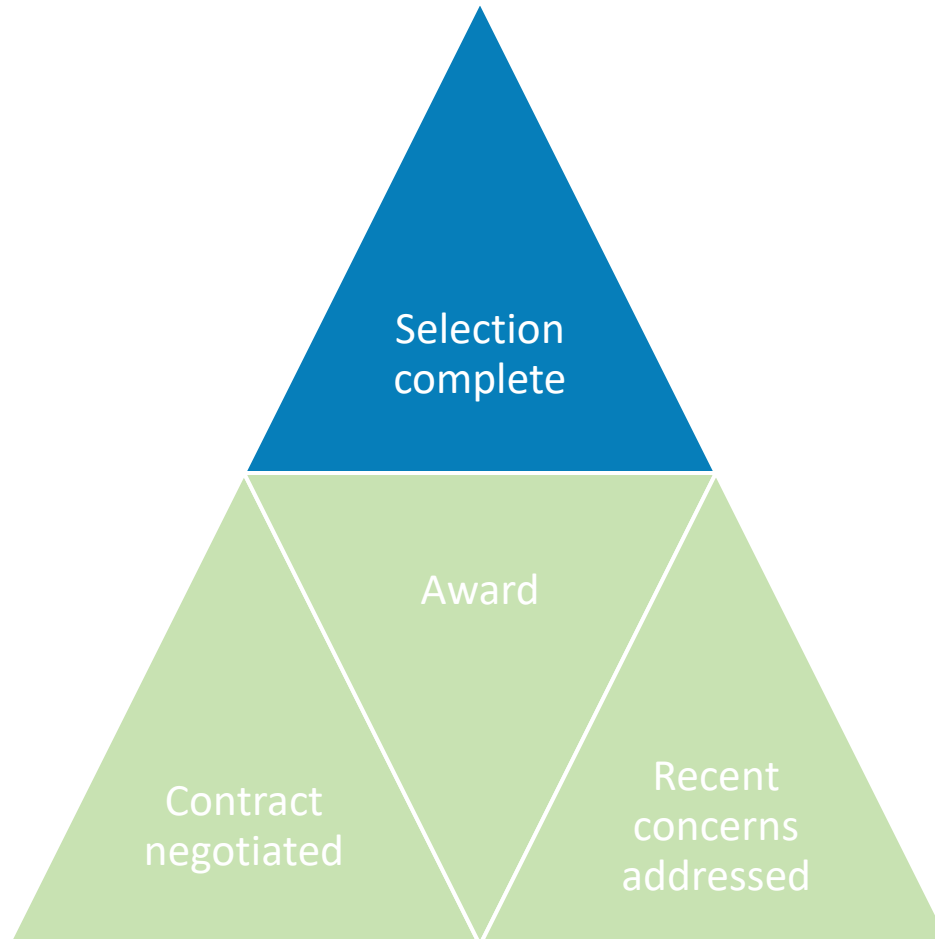 Selection
complete
Award
Contract
negotiated
Recent
concerns
addressed